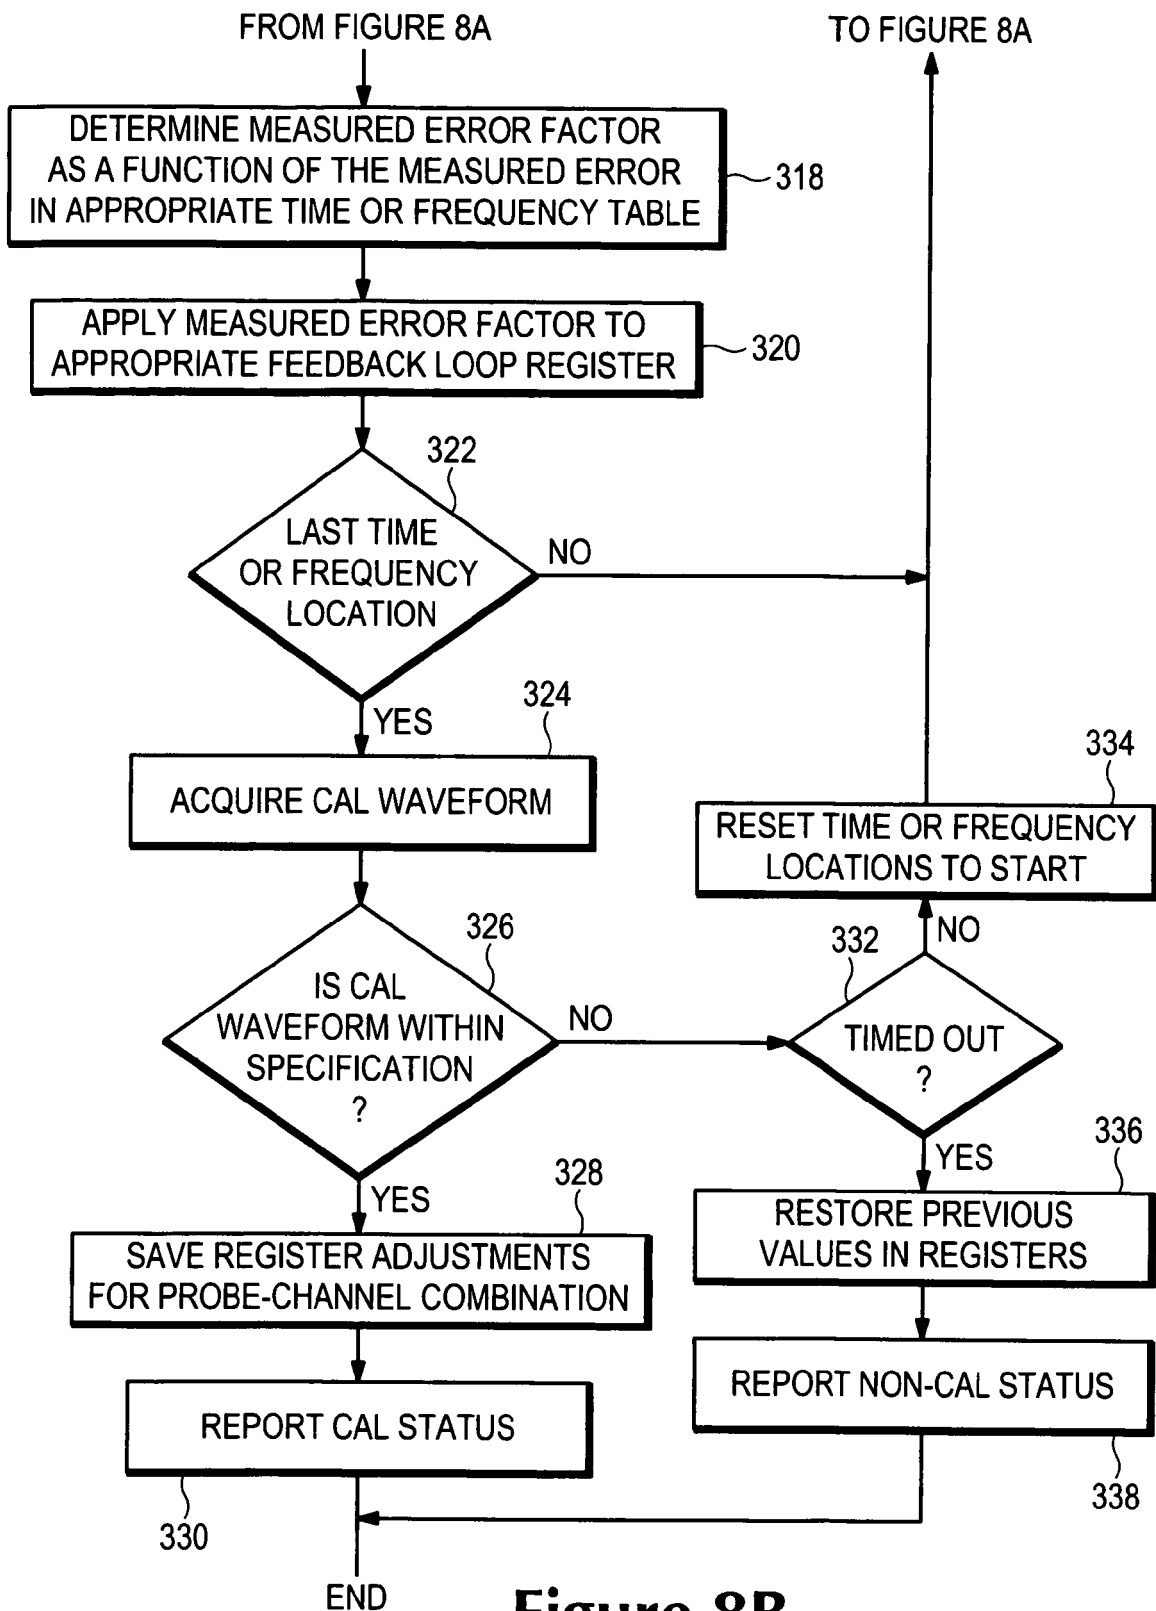 FROM FIGURE 8A
TO FIGURE 8A
DETERMINE MEASURED ERROR FACTOR
AS A FUNCTION OF THE MEASURED ERROR
IN APPROPRIATE TIME OR FREQUENCY TABLE
318
APPLY MEASURED ERROR FACTOR TO
APPROPRIATE FEEDBACK LOOP REGISTER
320
322
LAST TIME
OR FREQUENCY
LOCATION
NO
YES
324
ACQUIRE CAL WAVEFORM
334
RESET TIME OR FREQUENCY
LOCATIONS TO START
326
IS CAL
WAVEFORM WITHIN
SPECIFICATION
?
NO
332
NO
TIMED OUT
?
YES
YES
328
SAVE REGISTER ADJUSTMENTS
FOR PROBE-CHANNEL COMBINATION
336
RESTORE PREVIOUS
VALUES IN REGISTERS
REPORT CAL STATUS
330
REPORT NON-CAL STATUS
338
END
Figure 8B